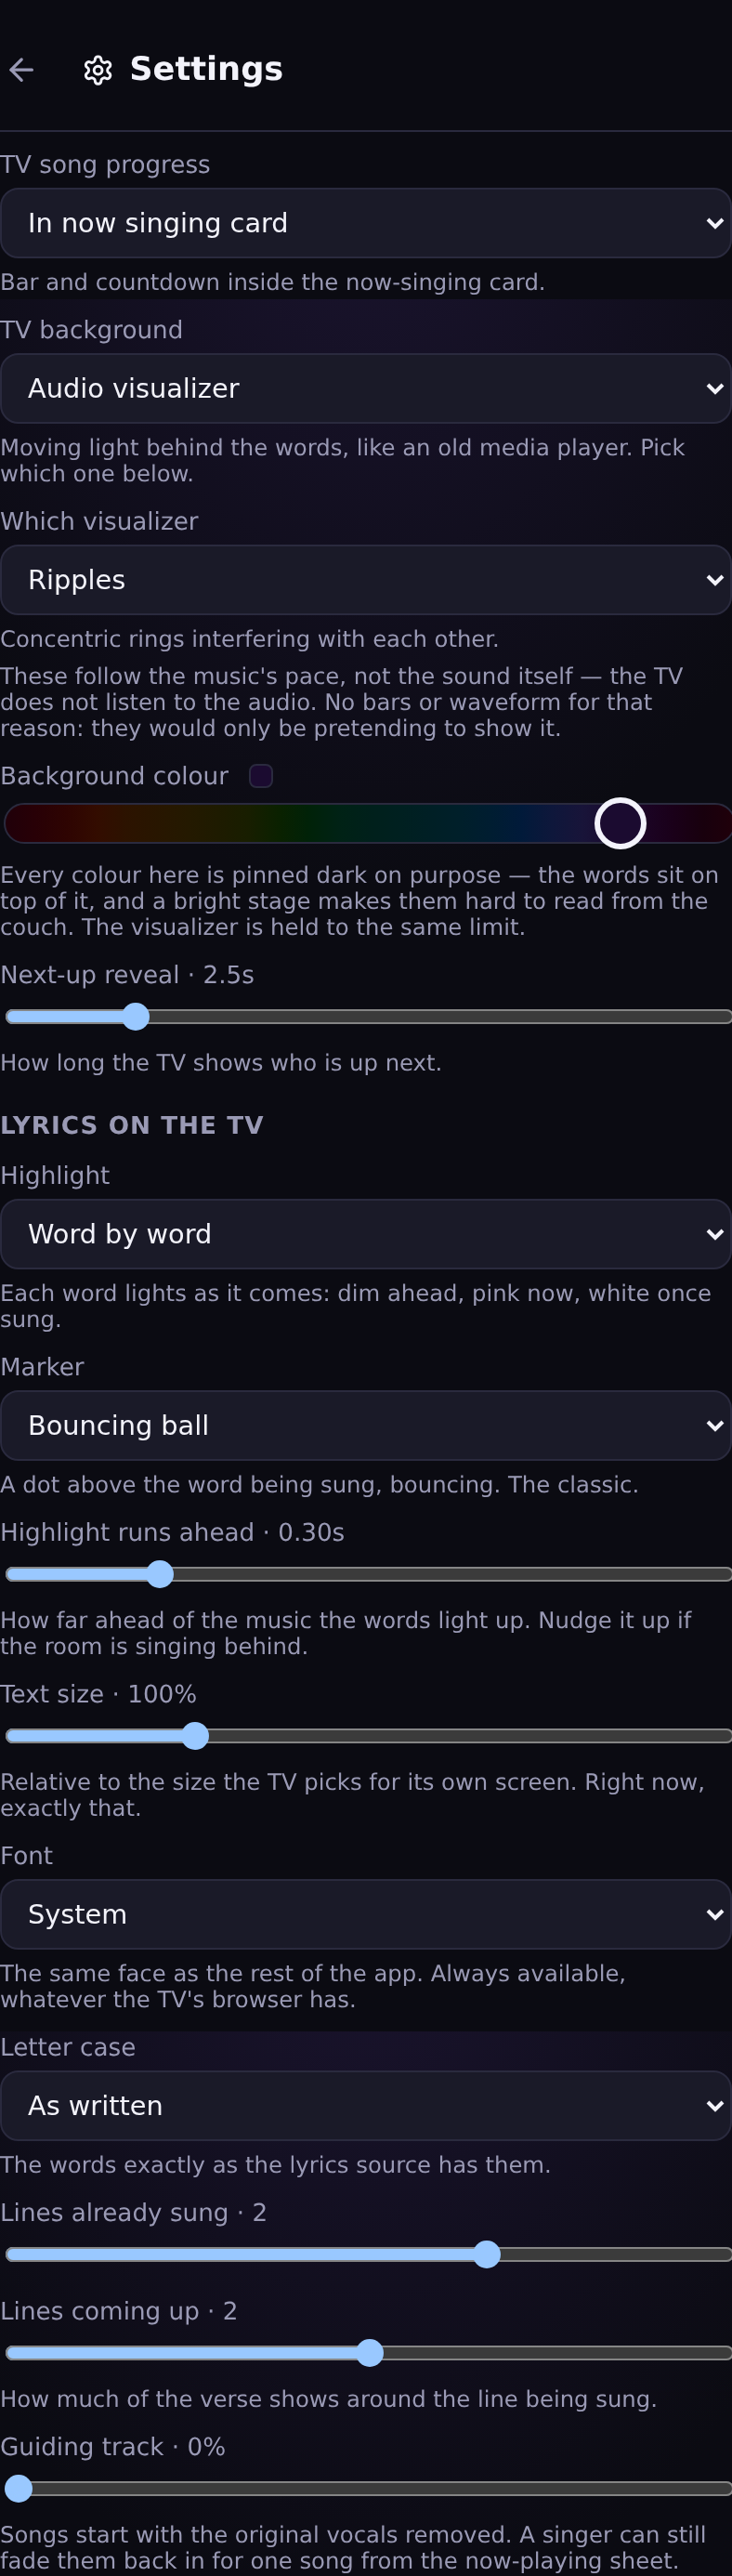 Settings
TV song progress
In now singing card
Bar and countdown inside the now-singing card.
TV background
Audio visualizer
Moving light behind the words, like an old media player. Pick
which one below.
Which visualizer
Ripples
Concentric rings interfering with each other.
These follow the music's pace, not the sound itself — the TV
does not listen to the audio. No bars or waveform for that
reason: they would only be pretending to show it.
Background colour
Every colour here is pinned dark on purpose — the words sit on
top of it, and a bright stage makes them hard to read from the
couch. The visualizer is held to the same limit.
Next-up reveal · 2.5s
How long the TV shows who is up next.
LYRICS ON THE TV
Highlight
Word by word
Each word lights as it comes: dim ahead, pink now, white once
sung.
Marker
Bouncing ball
A dot above the word being sung, bouncing. The classic.
Highlight runs ahead · 0.30s
How far ahead of the music the words light up. Nudge it up if
the room is singing behind.
Text size · 100%
Relative to the size the TV picks for its own screen. Right now,
exactly that.
Font
System
The same face as the rest of the app. Always available,
whatever the TV's browser has.
Letter case
As written
The words exactly as the lyrics source has them.
Lines already sung · 2
Lines coming up · 2
How much of the verse shows around the line being sung.
Guiding track · 0%
Songs start with the original vocals removed. A singer can still
fade them back in for one song from the now-playing sheet.